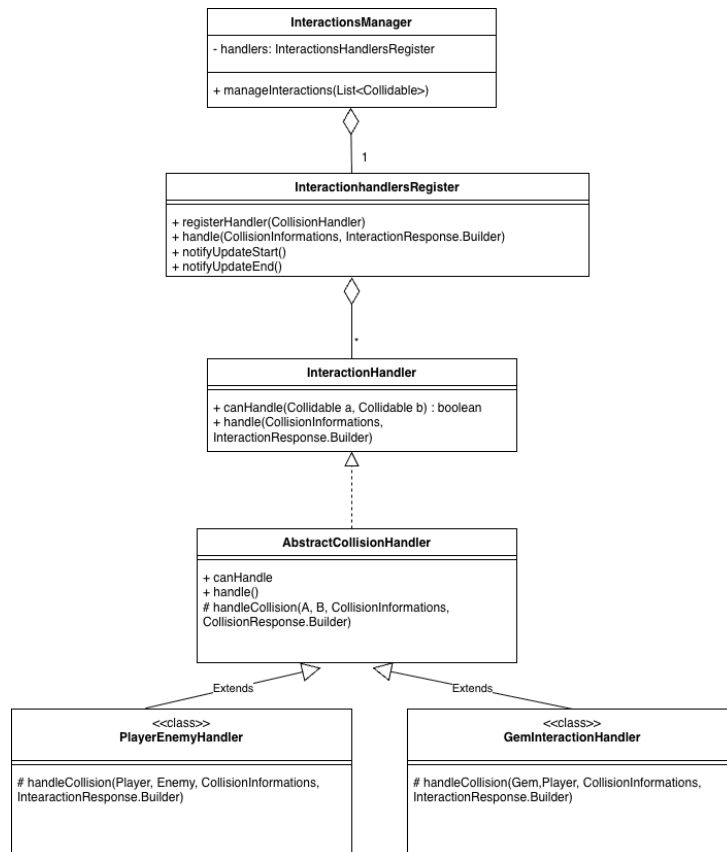 InteractionsManager
- handlers: InteractionsHandlersRegister
+ manageInteractions(List<Collidable>)
1
InteractionhandlersRegister
+ registerHandler(CollisionHandler)
+ handle(CollisionInformations, InteractionResponse.Builder)
+ notifyUpdateStart()
+ notifyUpdateEnd()
*
InteractionHandler
+ canHandle(Collidable a, Collidable b) : boolean
+ handle(CollisionInformations,
InteractionResponse.Builder)
AbstractCollisionHandler
+ canHandle
+ handle()
# handleCollision(A, B, CollisionInformations,
CollisionResponse.Builder)
Extends
Extends
<<class>>
PlayerEnemyHandler
# handleCollision(Player, Enemy, CollisionInformations,
IntearactionResponse.Builder)
<<class>>
GemInteractionHandler
# handleCollision(Gem,Player, CollisionInformations,
InteractionResponse.Builder)